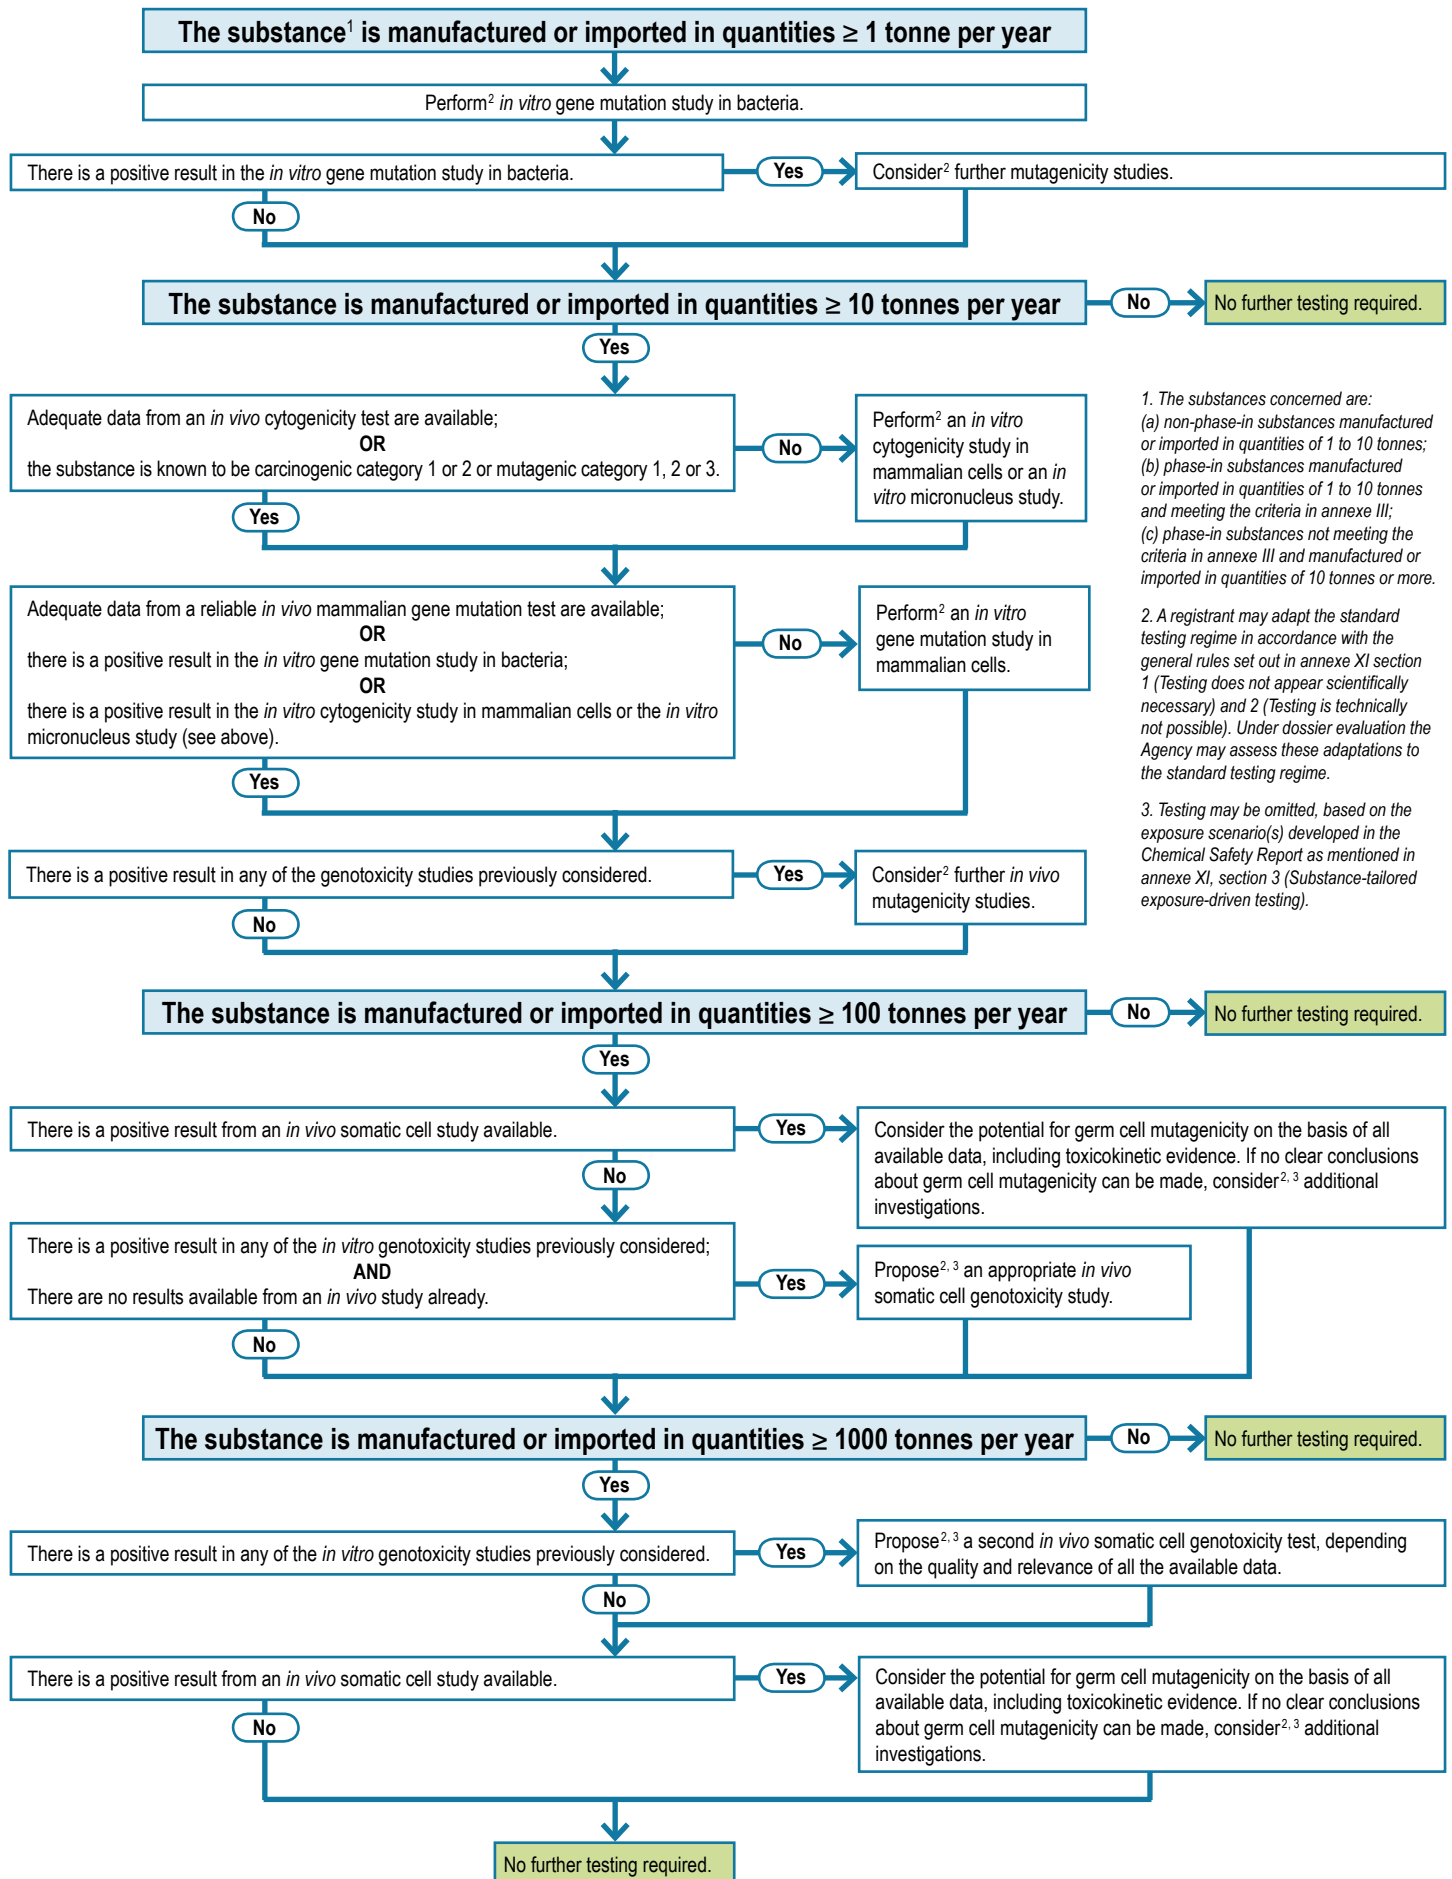 The substance¹ is manufactured or imported in quantities ≥ 1 tonne per year
Perform² in vitro gene mutation study in bacteria.
There is a positive result in the in vitro gene mutation study in bacteria.
Yes
Consider² further mutagenicity studies.
No
The substance is manufactured or imported in quantities ≥ 10 tonnes per year
No
No further testing required.
Yes
Adequate data from an in vivo cytogenicity test are available;
OR
the substance is known to be carcinogenic category 1 or 2 or mutagenic category 1, 2 or 3.
No
Perform² an in vitro
cytogenicity study in
mammalian cells or an in
vitro micronucleus study.
Yes
1. The substances concerned are:
(a) non-phase-in substances manufactured
or imported in quantities of 1 to 10 tonnes;
(b) phase-in substances manufactured
or imported in quantities of 1 to 10 tonnes
and meeting the criteria in annexe III;
(c) phase-in substances not meeting the
criteria in annexe III and manufactured or
imported in quantities of 10 tonnes or more.
2. A registrant may adapt the standard
testing regime in accordance with the
general rules set out in annexe XI section
1 (Testing does not appear scientifically
necessary) and 2 (Testing is technically
not possible). Under dossier evaluation the
Agency may assess these adaptations to
the standard testing regime.
3. Testing may be omitted, based on the
exposure scenario(s) developed in the
Chemical Safety Report as mentioned in
annexe XI, section 3 (Substance-tailored
exposure-driven testing).
Adequate data from a reliable in vivo mammalian gene mutation test are available;
OR
there is a positive result in the in vitro gene mutation study in bacteria;
OR
there is a positive result in the in vitro cytogenicity study in mammalian cells or the in vitro
micronucleus study (see above).
No
Perform² an in vitro
gene mutation study in
mammalian cells.
Yes
There is a positive result in any of the genotoxicity studies previously considered.
Yes
Consider² further in vivo
mutagenicity studies.
No
The substance is manufactured or imported in quantities ≥ 100 tonnes per year
No
No further testing required.
Yes
There is a positive result from an in vivo somatic cell study available.
Yes
Consider the potential for germ cell mutagenicity on the basis of all
available data, including toxicokinetic evidence. If no clear conclusions
about germ cell mutagenicity can be made, consider²,³ additional
investigations.
No
There is a positive result in any of the in vitro genotoxicity studies previously considered;
AND
There are no results available from an in vivo study already.
Yes
Propose²,³ an appropriate in vivo
somatic cell genotoxicity study.
No
The substance is manufactured or imported in quantities ≥ 1000 tonnes per year
No
No further testing required.
Yes
There is a positive result in any of the in vitro genotoxicity studies previously considered.
Yes
Propose²,³ a second in vivo somatic cell genotoxicity test, depending
on the quality and relevance of all the available data.
No
There is a positive result from an in vivo somatic cell study available.
Yes
Consider the potential for germ cell mutagenicity on the basis of all
available data, including toxicokinetic evidence. If no clear conclusions
about germ cell mutagenicity can be made, consider²,³ additional
investigations.
No
No further testing required.